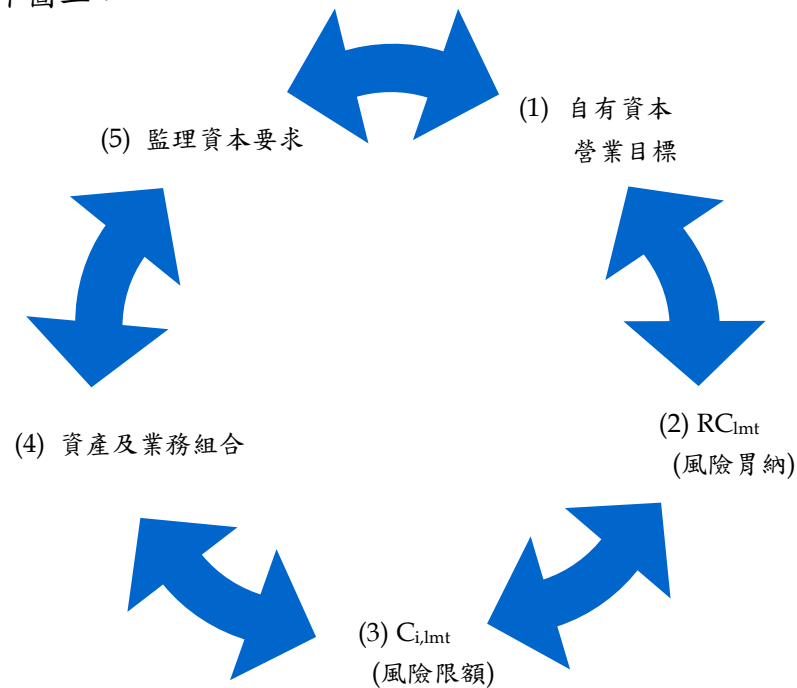 (1) 自有資本
營業目標
(5) 監理資本要求
(2) RClmt
(風險胃納)
(4) 資產及業務組合
(3) Ci,lmt
(風險限額)